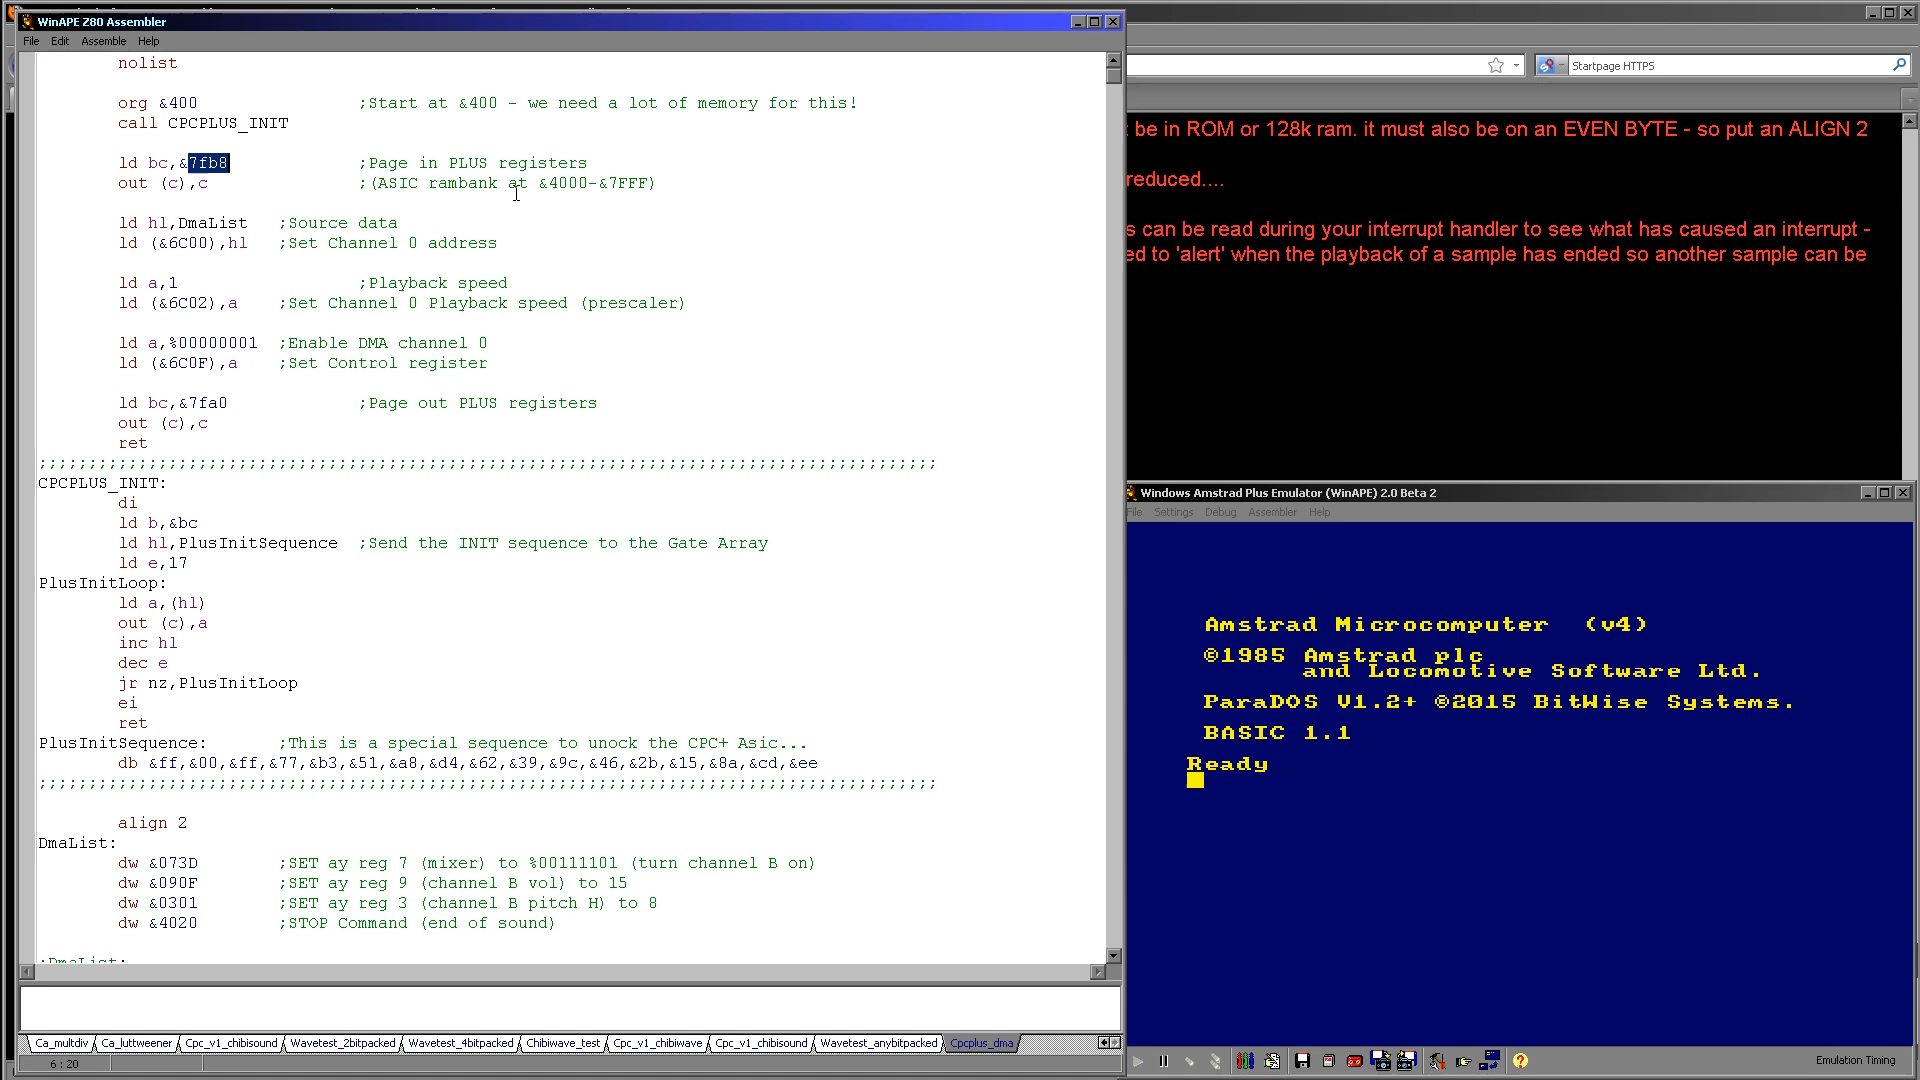 WinAPE Z80 Assembler
File Edit Assemble Help
nolist
org &400 ;Start at &400 - we need a lot of memory for this!
call CPCPLUS_INIT
ld bc,&7fb8 ;Page in PLUS registers
out (c),c ;(ASIC rambank at &4000-&7FFF)
ld hl,DmaList ;Source data
ld (&6C00),hl ;Set Channel 0 address
ld a,1 ;Playback speed
ld (&6C02),a ;Set Channel 0 Playback speed (prescaler)
ld a,%00000001 ;Enable DMA channel 0
ld (&6C0F),a ;Set Control register
ld bc,&7fa0 ;Page out PLUS registers
out (c),c
ret
CPCPLUS_INIT:
di
ld b,&bc
ld hl,PlusInitSequence ;Send the INIT sequence to the Gate Array
ld e,17
PlusInitLoop:
ld a,(hl)
out (c),a
inc hl
dec e
jr nz,PlusInitLoop
ei
ret
PlusInitSequence: ;This is a special sequence to unock the CPC+ Asic...
db &ff,&00,&ff,&77,&b3,&51,&a8,&d4,&62,&39,&9c,&46,&2b,&15,&8a,&cd,&ee
align 2
DmaList:
dw &073D ;SET ay reg 7 (mixer) to %00111101 (turn channel B on)
dw &090F ;SET ay reg 9 (channel B vol) to 15
dw &0301 ;SET ay reg 3 (channel B pitch H) to 8
dw &4020 ;STOP Command (end of sound)
;DmaList:
Ca_multdiv Ca_luttweener Cpc_v1_chibisound Wavetest_2bitpacked Wavetest_4bitpacked Chibiwave_test Cpc_v1_chibiwave Cpc_v1_chibisound Wavetest_anybitpacked Cpcplus_dma
6 : 20
Startpage HTTPS
be in ROM or 128k ram. it must also be on an EVEN BYTE - so put an ALIGN 2
reduced....
s can be read during your interrupt handler to see what has caused an interrupt -
ed to 'alert' when the playback of a sample has ended so another sample can be
Windows Amstrad Plus Emulator (WinAPE) 2.0 Beta 2
File Settings Debug Assembler Help
Amstrad Microcomputer (v4)
©1985 Amstrad plc
and Locomotive Software Ltd.
ParaDOS V1.2+ ©2015 BitWise Systems.
BASIC 1.1
Ready
Emulation Timing